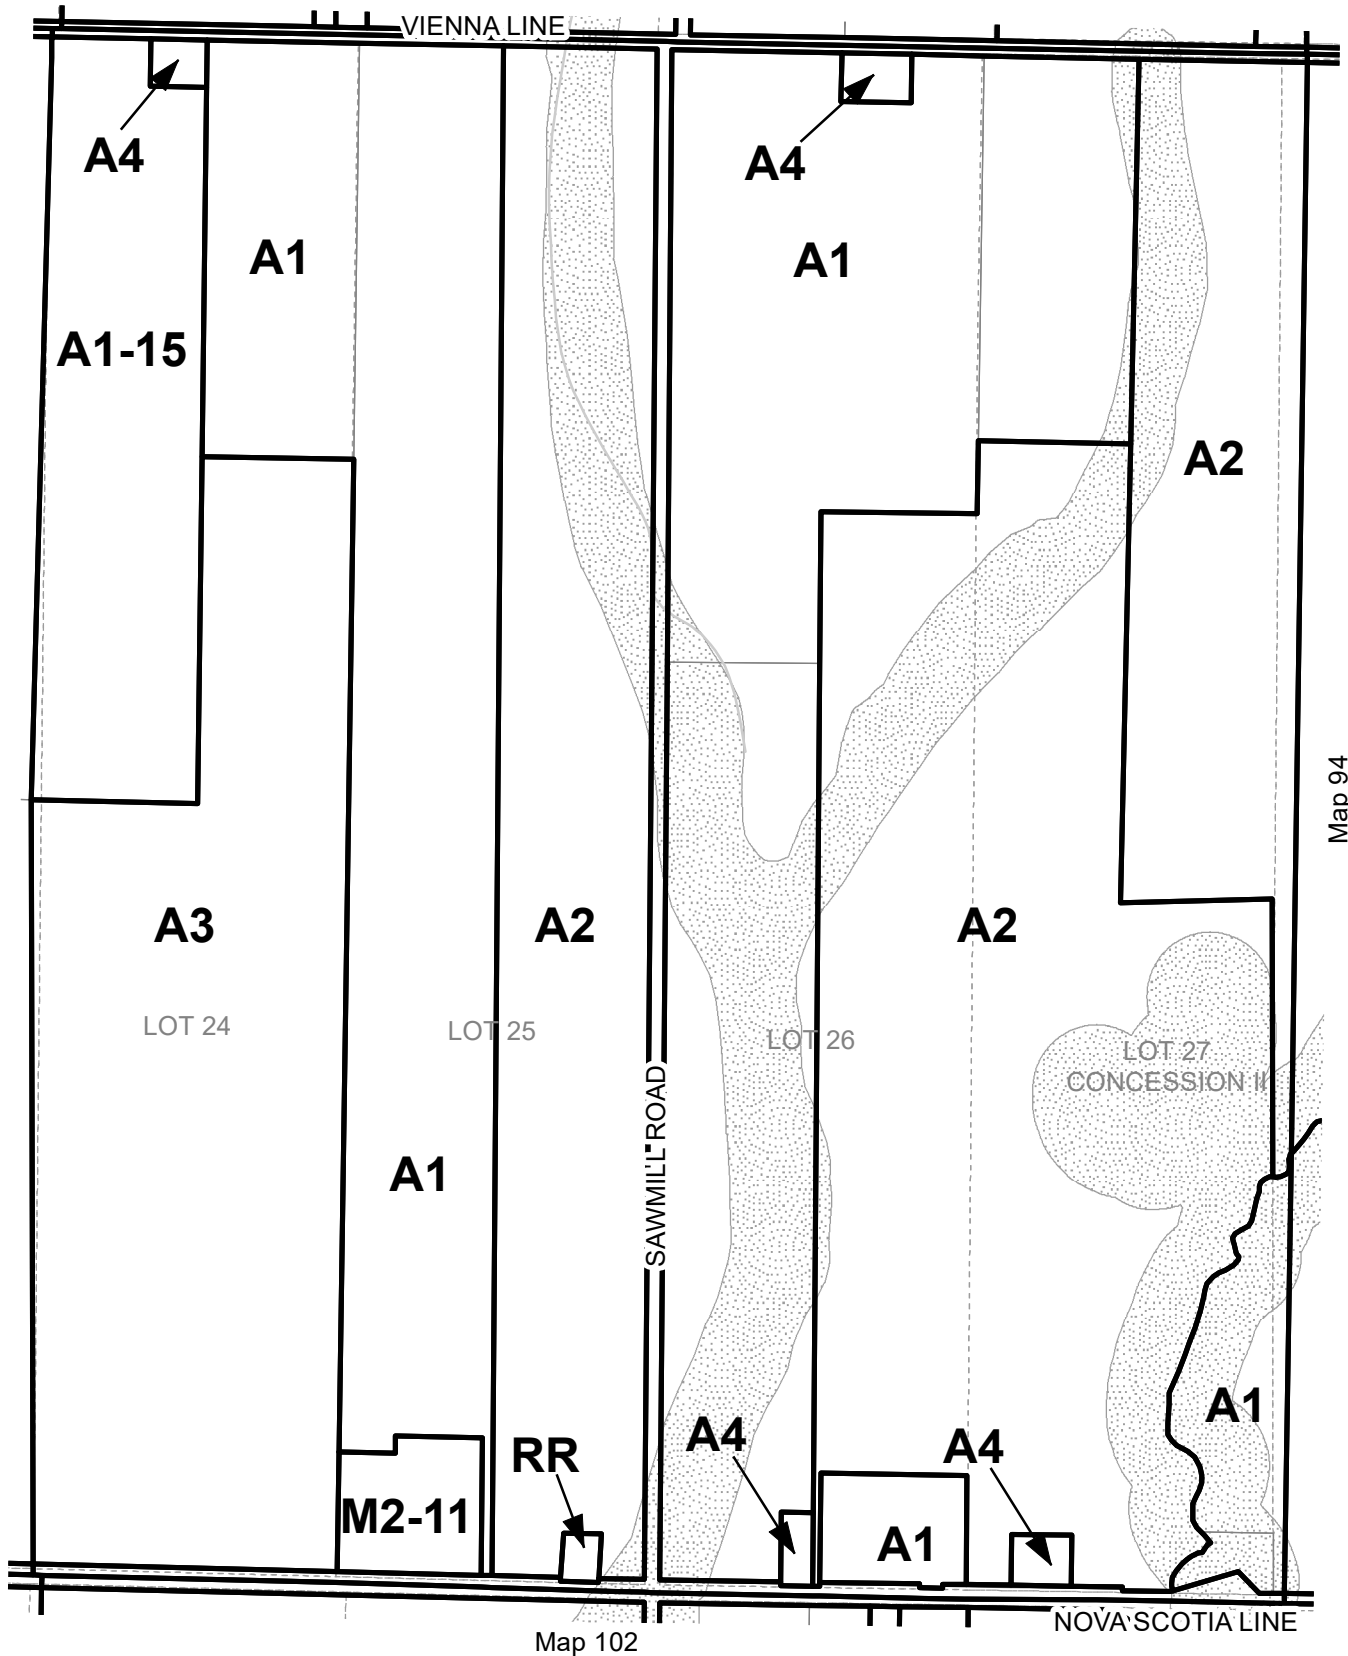 VIENNA LINE
A4
A4
A1
A1
A1-15
A2
Map 94
A3
A2
A2
LOT 24
LOT 25
LOT 26
LOT 27
CONCESSION II
SAWMILL ROAD
A1
A1
A4
A4
RR
M2-11
A1
NOVA SCOTIA LINE
Map 102